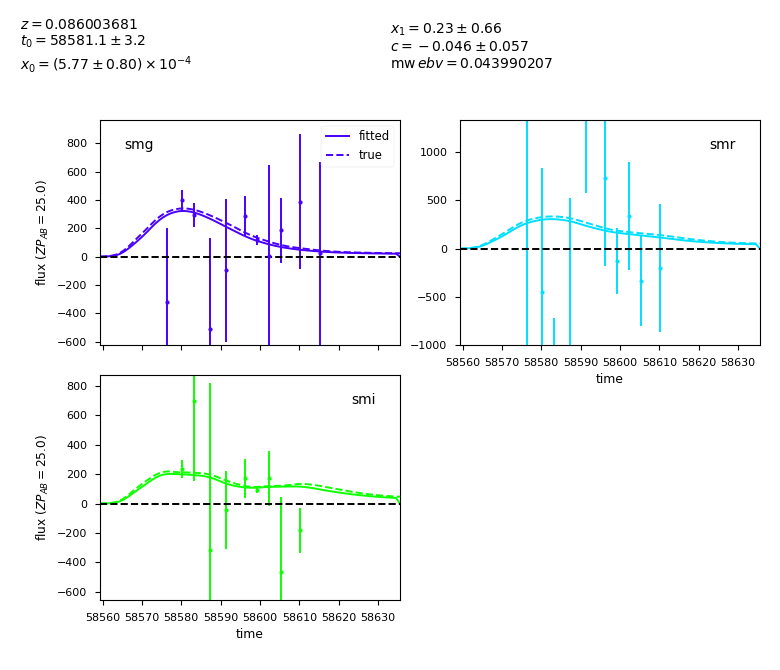 z = 0.086003681
t₀ = 58581.1 ± 3.2
x₀ = (5.77 ± 0.80) × 10⁻⁴
x₁ = 0.23 ± 0.66
c = −0.046 ± 0.057
mwebv = 0.043990207
smg
fitted
true
flux (ZP_AB = 25.0)
800
600
400
200
0
−200
−400
−600
smr
1000
500
0
−500
−1000
58560 58570 58580 58590 58600 58610 58620 58630
time
smi
flux (ZP_AB = 25.0)
800
600
400
200
0
−200
−400
−600
58560 58570 58580 58590 58600 58610 58620 58630
time